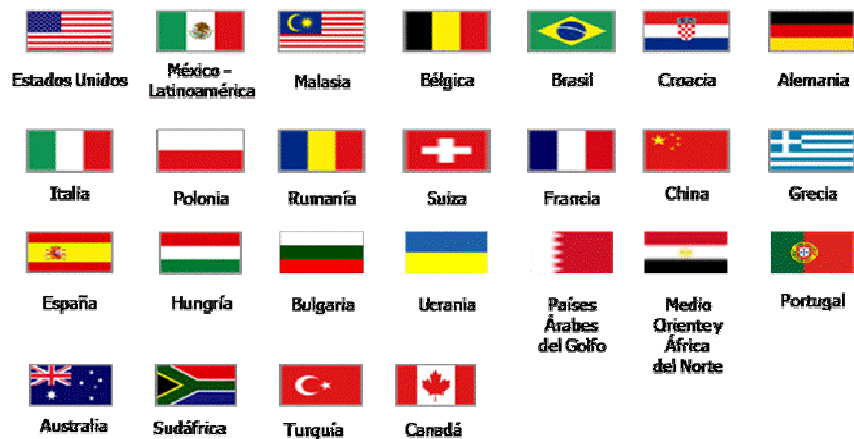 Estados Unidos
México –
Latinoamérica
Malasia
Bélgica
Brasil
Croacia
Alemania
Italia
Polonia
Rumanía
Suiza
Francia
China
Grecia
España
Hungría
Bulgaria
Ucrania
Países
Árabes
del Golfo
Medio
Oriente y
África
del Norte
Portugal
Australia
Sudáfrica
Turquía
Canadá